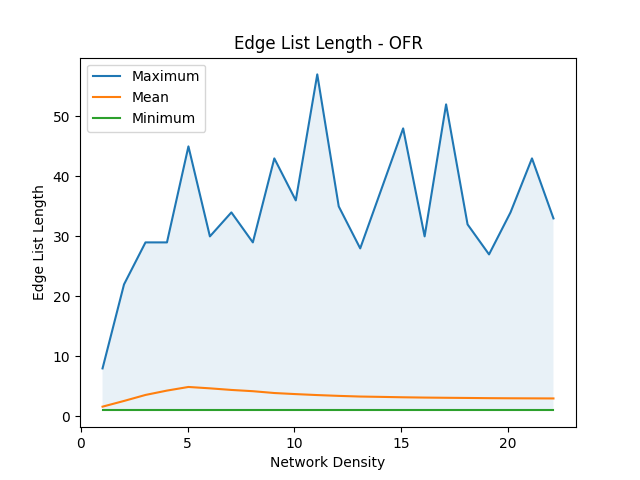 Edge List Length - OFR
Maximum
Mean
Minimum
Edge List Length
50
40
30
20
10
0
0 5 10 15 20
Network Density